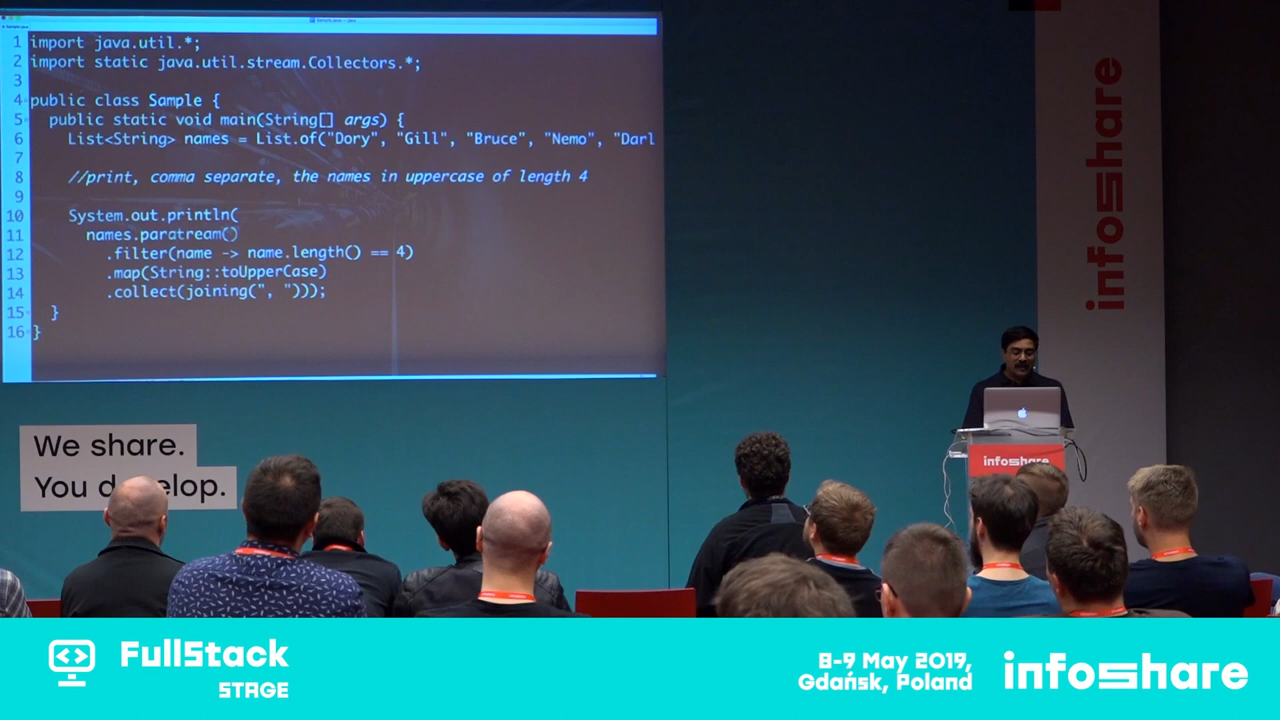 1 import java.util.*;
2 import static java.util.stream.Collectors.*;
3
4 public class Sample {
5 public static void main(String[] args) {
6 List<String> names = List.of("Dory", "Gill", "Bruce", "Nemo", "Darl
7
8 //print, comma separate, the names in uppercase of length 4
9
10 System.out.println(
11 names.paratream()
12 .filter(name -> name.length() == 4)
13 .map(String::toUpperCase)
14 .collect(joining(", ")));
15 }
16 }
infoshare
infoshare
We share.
You develop.
FullStack
STAGE
8-9 May 2019,
Gdańsk, Poland
infoshare